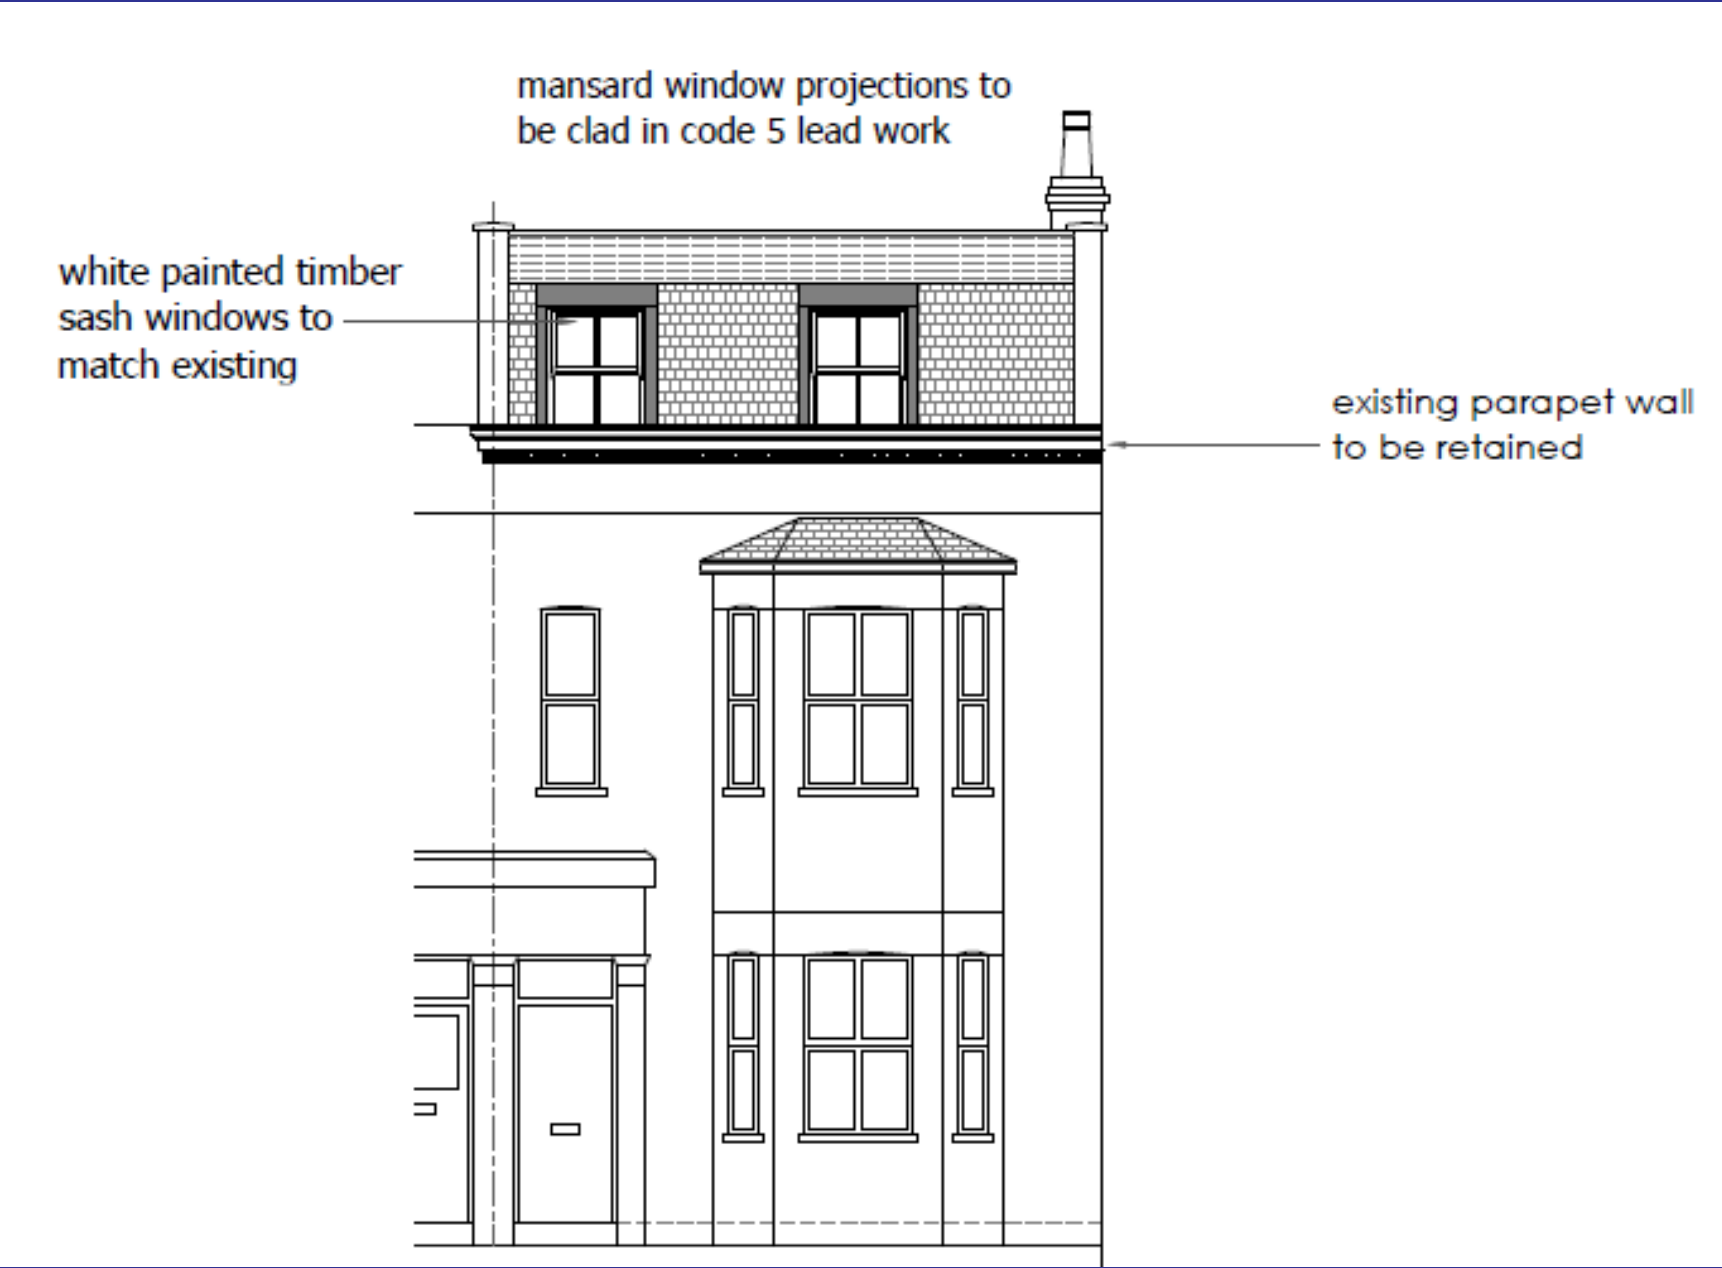 mansard window projections to
be clad in code 5 lead work
white painted timber
sash windows to
match existing
existing parapet wall
to be retained